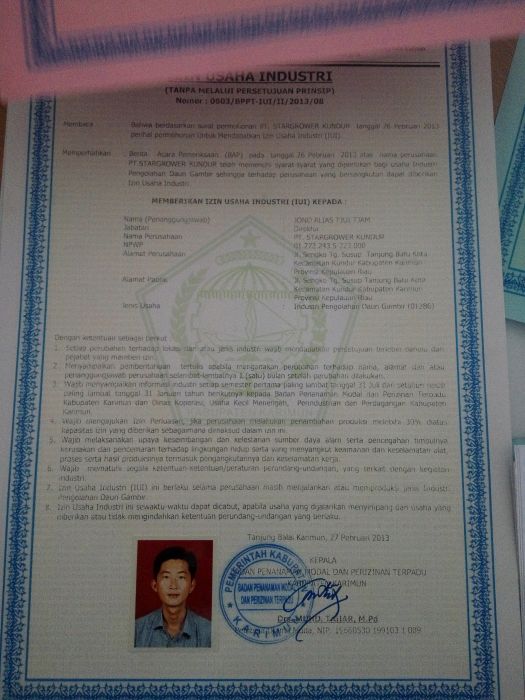 IZIN USAHA INDUSTRI
(TANPA MELALUI PERSETUJUAN PRINSIP)
Nomor : 0003/BPPT-IUI/II/2013/08
Membaca : Bahwa berdasarkan surat permohonan PT. STARGROWER KUNDUR tanggal 26 Pebruari 2013
perihal permohonan Untuk Mendapatkan Izin Usaha Industri (IUI).
Memperhatikan : Berita Acara Pemeriksaan (BAP) pada tanggal 26 Pebruari 2013 atas nama perusahaan
PT.STARGROWER KUNDUR telah memenuhi syarat-syarat yang diperlukan bagi usaha Industri
Pengolahan Daun Gambir sehingga terhadap perusahaan yang bersangkutan dapat diberikan
Izin Usaha Industri.
MEMBERIKAN IZIN USAHA INDUSTRI (IUI) KEPADA :
Nama (Penanggungjawab) : JONO ALIAS TJUI TJAM
Jabatan : Direktur
Nama Perusahaan : PT. STARGROWER KUNDUR
NPWP : 01.722.243.5-223.000
Alamat Perusahaan : Jl. Sengko Tg. Susup Tanjung Batu Kota
Kecamatan Kundur Kabupaten Karimun
Provinsi Kepulauan Riau
Alamat Pabrik : Jl. Sengko Tg. Susup Tanjung Batu Kota
Kecamatan Kundur Kabupaten Karimun
Provinsi Kepulauan Riau
Jenis Usaha : Industri Pengolahan Daun Gambir (01286)
Dengan ketentuan sebagai berikut :
1. Setiap perubahan terhadap lokasi dan atau jenis industri wajib mendapatkan persetujuan terlebih dahulu dari
pejabat yang memberi izin.
2. Menyampaikan pemberitahuan tertulis apabila mengadakan perubahan terhadap nama, alamat dan atau
penanggungjawab perusahaan selambat-lambatnya 1 (satu) bulan setelah perubahan dilakukan.
3. Wajib menyampaikan informasi industri setiap semester pertama paling lambat tanggal 31 Juli dan setahun
paling lambat tanggal 31 Januari tahun berikutnya kepada Badan Penanaman Modal dan Perizinan Terpadu
Kabupaten Karimun dan Dinas Koperasi, Usaha Kecil Menengah, Perindustrian dan Perdagangan Kabupaten
Karimun.
4. Wajib mengajukan Izin Perluasan, jika perusahaan melakukan penambahan produksi melebihi 30% dalam
kapasitas izin yang diberikan sebagaimana dimaksud dalam izin ini.
5. Wajib melaksanakan upaya keseimbangan dan kelestarian sumber daya alam serta pencegahan timbulnya
kerusakan dan pencemaran terhadap lingkungan hidup serta yang menyangkut keamanan dan keselamatan alat,
proses serta hasil produksinya termasuk pengangkutannya dan keselamatan kerja.
6. Wajib mematuhi segala ketentuan-ketentuan/peraturan perundang-undangan, yang terkait dengan kegiatan
industri.
7. Izin Usaha Industri (IUI) ini berlaku selama perusahaan masih menjalankan atau memproduksi jenis Industri
Pengolahan Daun Gambir.
8. Izin Usaha Industri ini sewaktu-waktu dapat dicabut, apabila usaha yang dijalankan menyimpang dari usaha yang
diberikan atau tidak mengindahkan ketentuan perundang-undangan yang berlaku.
Tanjung Balai Karimun, 27 Pebruari 2013
KEPALA
BADAN PENANAMAN MODAL DAN PERIZINAN TERPADU
KABUPATEN KARIMUN
PEMERINTAH KABUPATEN
BADAN PENANAMAN MODAL
DAN PERIZINAN TERPADU
KARIMUN
Drs. MUHD. TAHAR, M.Pd
Muda, NIP. 19660530 199103 1 009